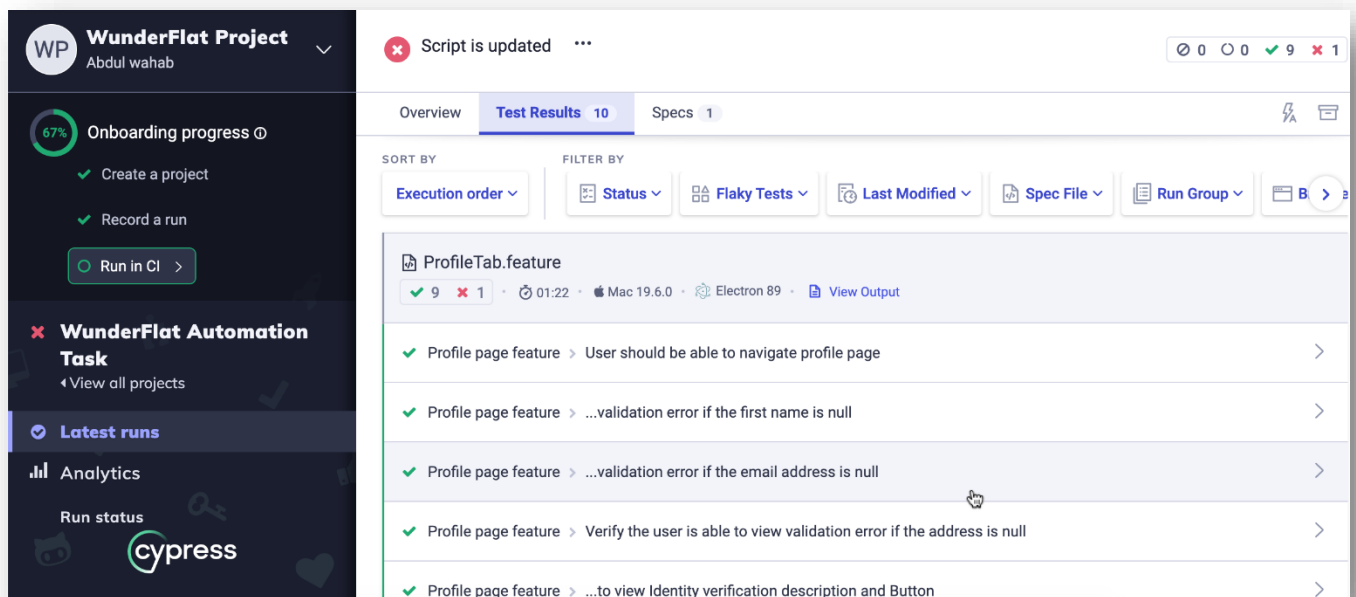 WP
WunderFlat Project
Abdul wahab
67%
Onboarding progress
Create a project
Record a run
Run in CI
WunderFlat Automation
Task
View all projects
Latest runs
Analytics
Run status
cypress
Script is updated ...
0 0 9 1
Overview Test Results 10 Specs 1
SORT BY FILTER BY
Execution order Status Flaky Tests Last Modified Spec File Run Group
ProfileTab.feature
9 1 · 01:22 · Mac 19.6.0 · Electron 89 · View Output
Profile page feature > User should be able to navigate profile page
Profile page feature > ...validation error if the first name is null
Profile page feature > ...validation error if the email address is null
Profile page feature > Verify the user is able to view validation error if the address is null
Profile page feature > ...to view Identity verification description and Button